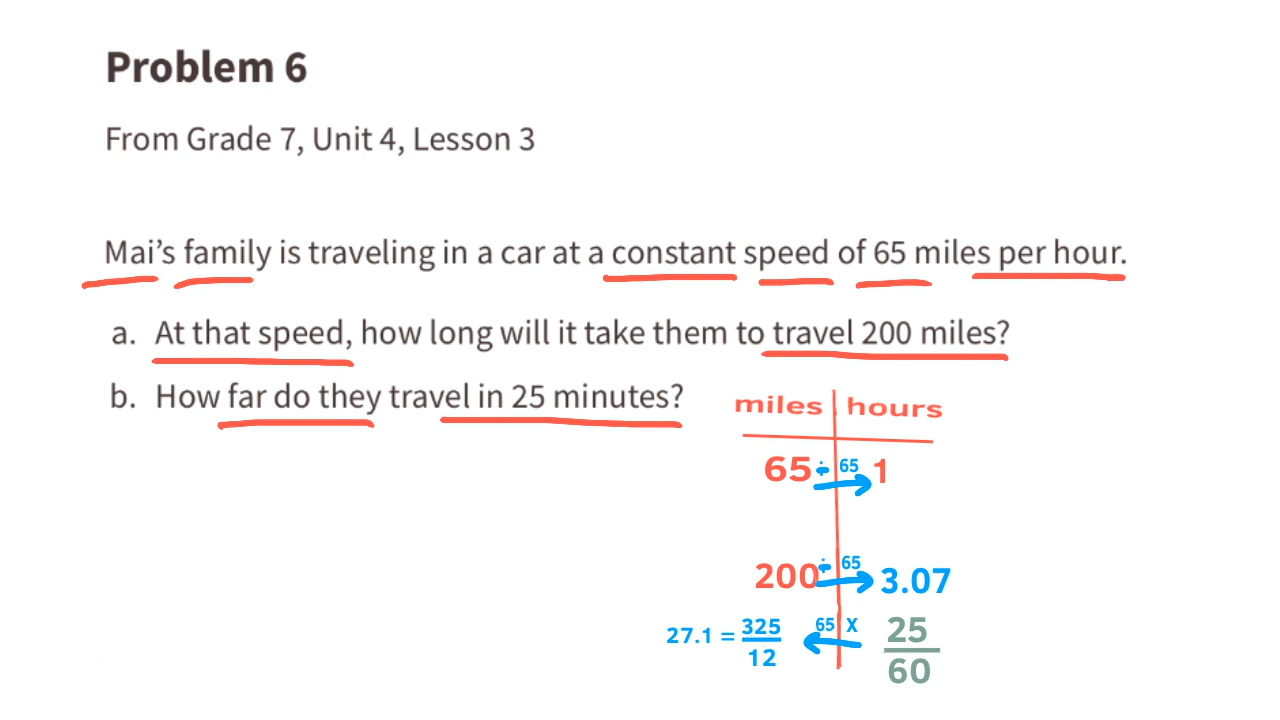 Problem 6
From Grade 7, Unit 4, Lesson 3
Mai's family is traveling in a car at a constant speed of 65 miles per hour.
a. At that speed, how long will it take them to travel 200 miles?
b. How far do they travel in 25 minutes?
miles hours
65 ÷ 65 1
200 ÷ 65 3.07
27.1 = 325/12 65 X 25/60